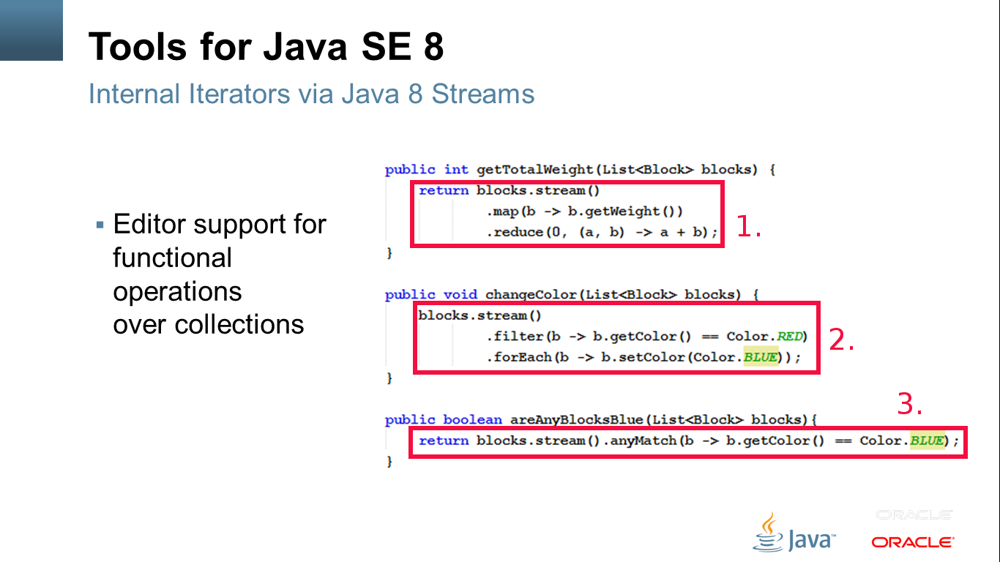 Tools for Java SE 8
Internal Iterators via Java 8 Streams
▪ Editor support for
functional
operations
over collections
public int getTotalWeight(List<Block> blocks) {
return blocks.stream()
.map(b -> b.getWeight())
.reduce(0, (a, b) -> a + b);
}
1.
public void changeColor(List<Block> blocks) {
blocks.stream()
.filter(b -> b.getColor() == Color.RED)
.forEach(b -> b.setColor(Color.BLUE));
}
2.
public boolean areAnyBlocksBlue(List<Block> blocks){
return blocks.stream().anyMatch(b -> b.getColor() == Color.BLUE);
}
3.
Java™
ORACLE
ORACLE®